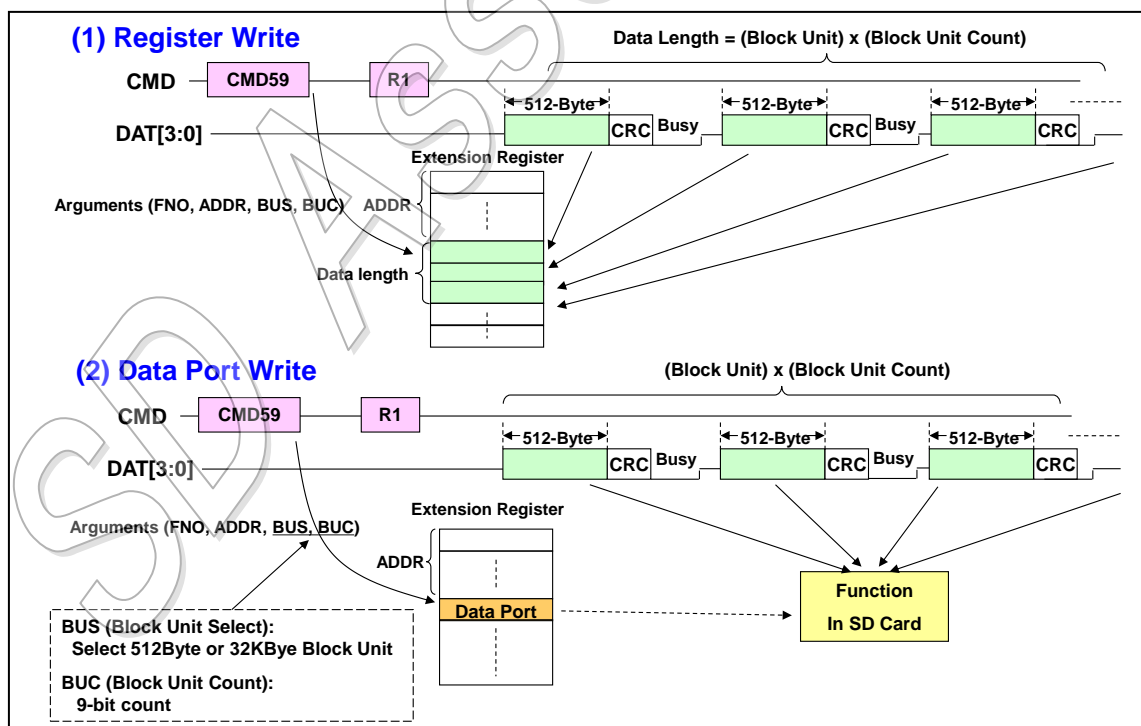 (1) Register Write
Data Length = (Block Unit) x (Block Unit Count)
CMD
CMD59
R1
512-Byte
512-Byte
512-Byte
DAT[3:0]
CRC
Busy
CRC
Busy
CRC
Extension Register
Arguments (FNO, ADDR, BUS, BUC)
ADDR
Data length
(2) Data Port Write
(Block Unit) x (Block Unit Count)
CMD
CMD59
R1
512-Byte
512-Byte
512-Byte
DAT[3:0]
CRC
Busy
CRC
Busy
CRC
Extension Register
Arguments (FNO, ADDR, BUS, BUC)
ADDR
Data Port
Function
In SD Card
BUS (Block Unit Select):
Select 512Byte or 32KBye Block Unit
BUC (Block Unit Count):
9-bit count
SD Ass